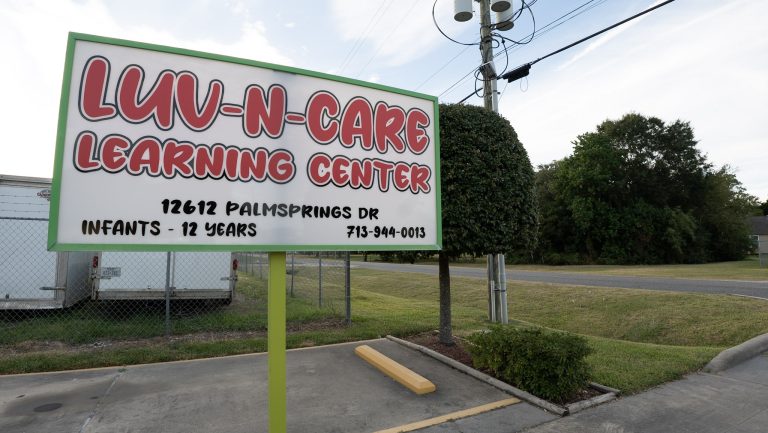 LUV-N-CARE
LEARNING CENTER
12612 PALMSPRINGS DR
INFANTS - 12 YEARS 713-944-0013